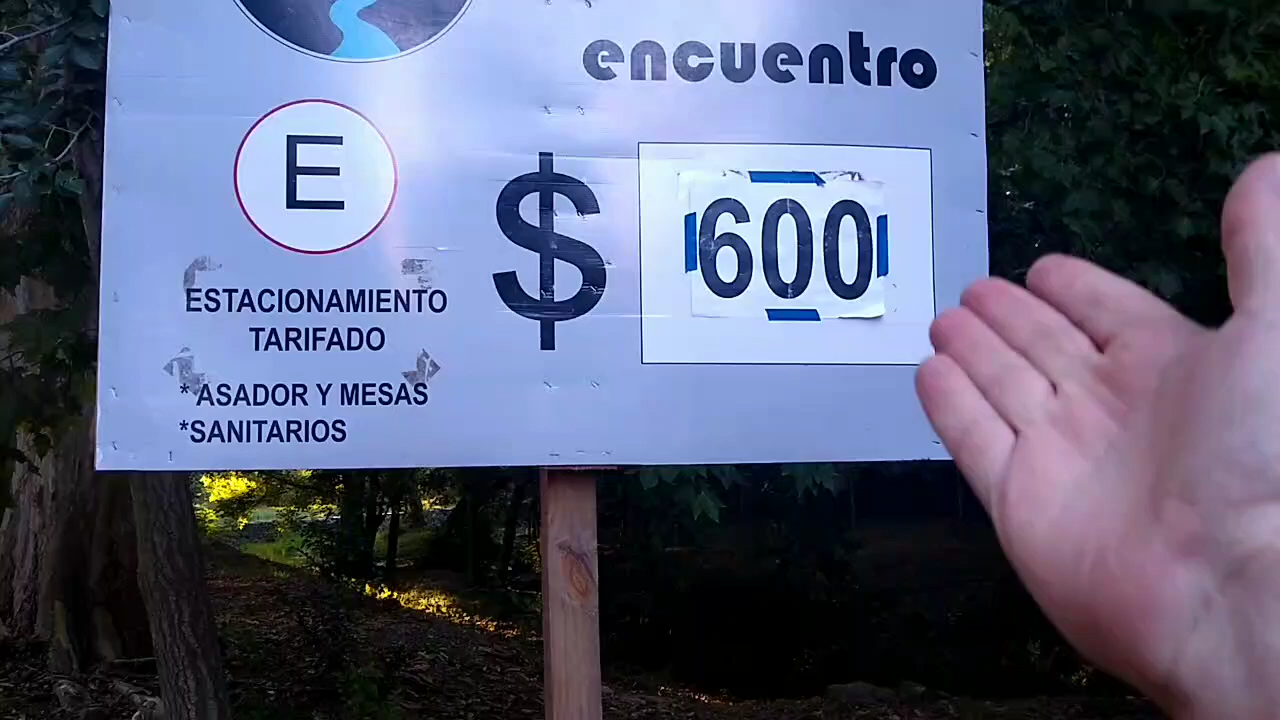 encuentro
E
$ 600
ESTACIONAMIENTO
TARIFADO
* ASADOR Y MESAS
*SANITARIOS